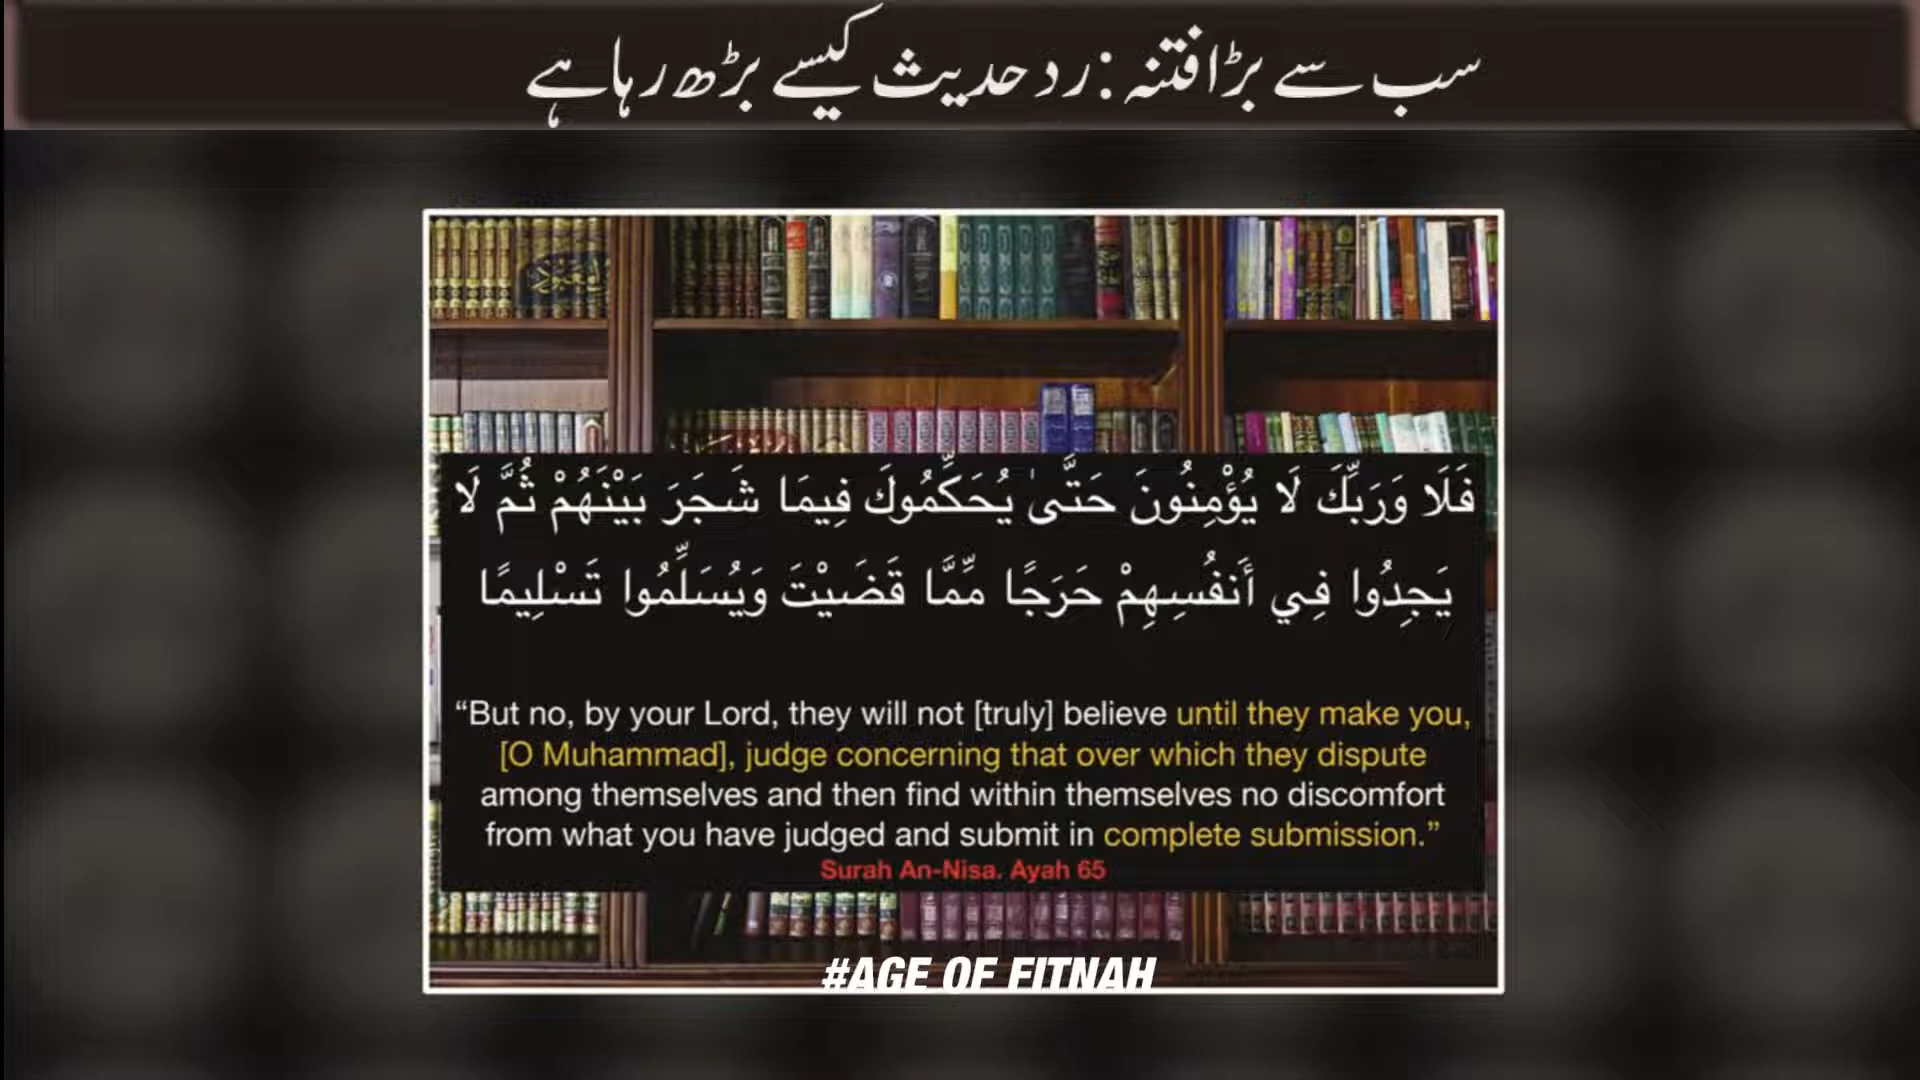 سب سے بڑا فتنہ: رد حدیث کیسے بڑھ رہا ہے
فَلَا وَرَبِّكَ لَا يُؤْمِنُونَ حَتَّىٰ يُحَكِّمُوكَ فِيمَا شَجَرَ بَيْنَهُمْ ثُمَّ لَا
يَجِدُوا فِي أَنفُسِهِمْ حَرَجًا مِّمَّا قَضَيْتَ وَيُسَلِّمُوا تَسْلِيمًا
“But no, by your Lord, they will not [truly] believe until they make you,
[O Muhammad], judge concerning that over which they dispute
among themselves and then find within themselves no discomfort
from what you have judged and submit in complete submission.”
Surah An-Nisa. Ayah 65
#AGE OF FITNAH